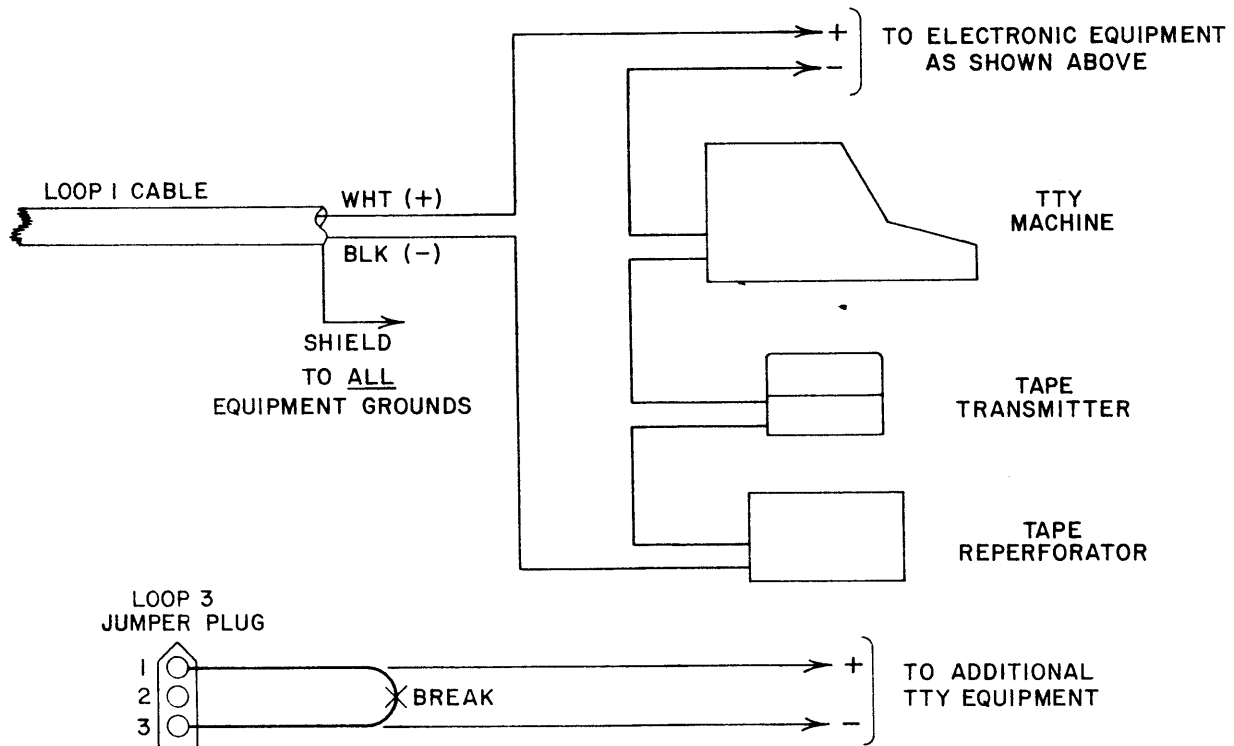 +
TO ELECTRONIC EQUIPMENT
-
AS SHOWN ABOVE
LOOP 1 CABLE
WHT (+)
BLK (-)
TTY
MACHINE
SHIELD
TO ALL
EQUIPMENT GROUNDS
TAPE
TRANSMITTER
TAPE
REPERFORATOR
LOOP 3
JUMPER PLUG
1
2
3
BREAK
+
-
TO ADDITIONAL
TTY EQUIPMENT